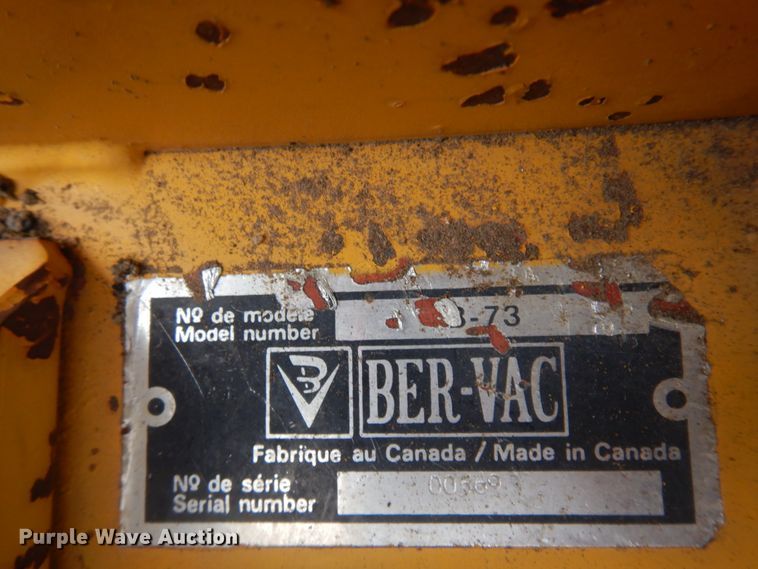 Nº de modèle
Model number
-73
BER-VAC
Fabrique au Canada / Made in Canada
Nº de série
Serial number
Purple Wave Auction